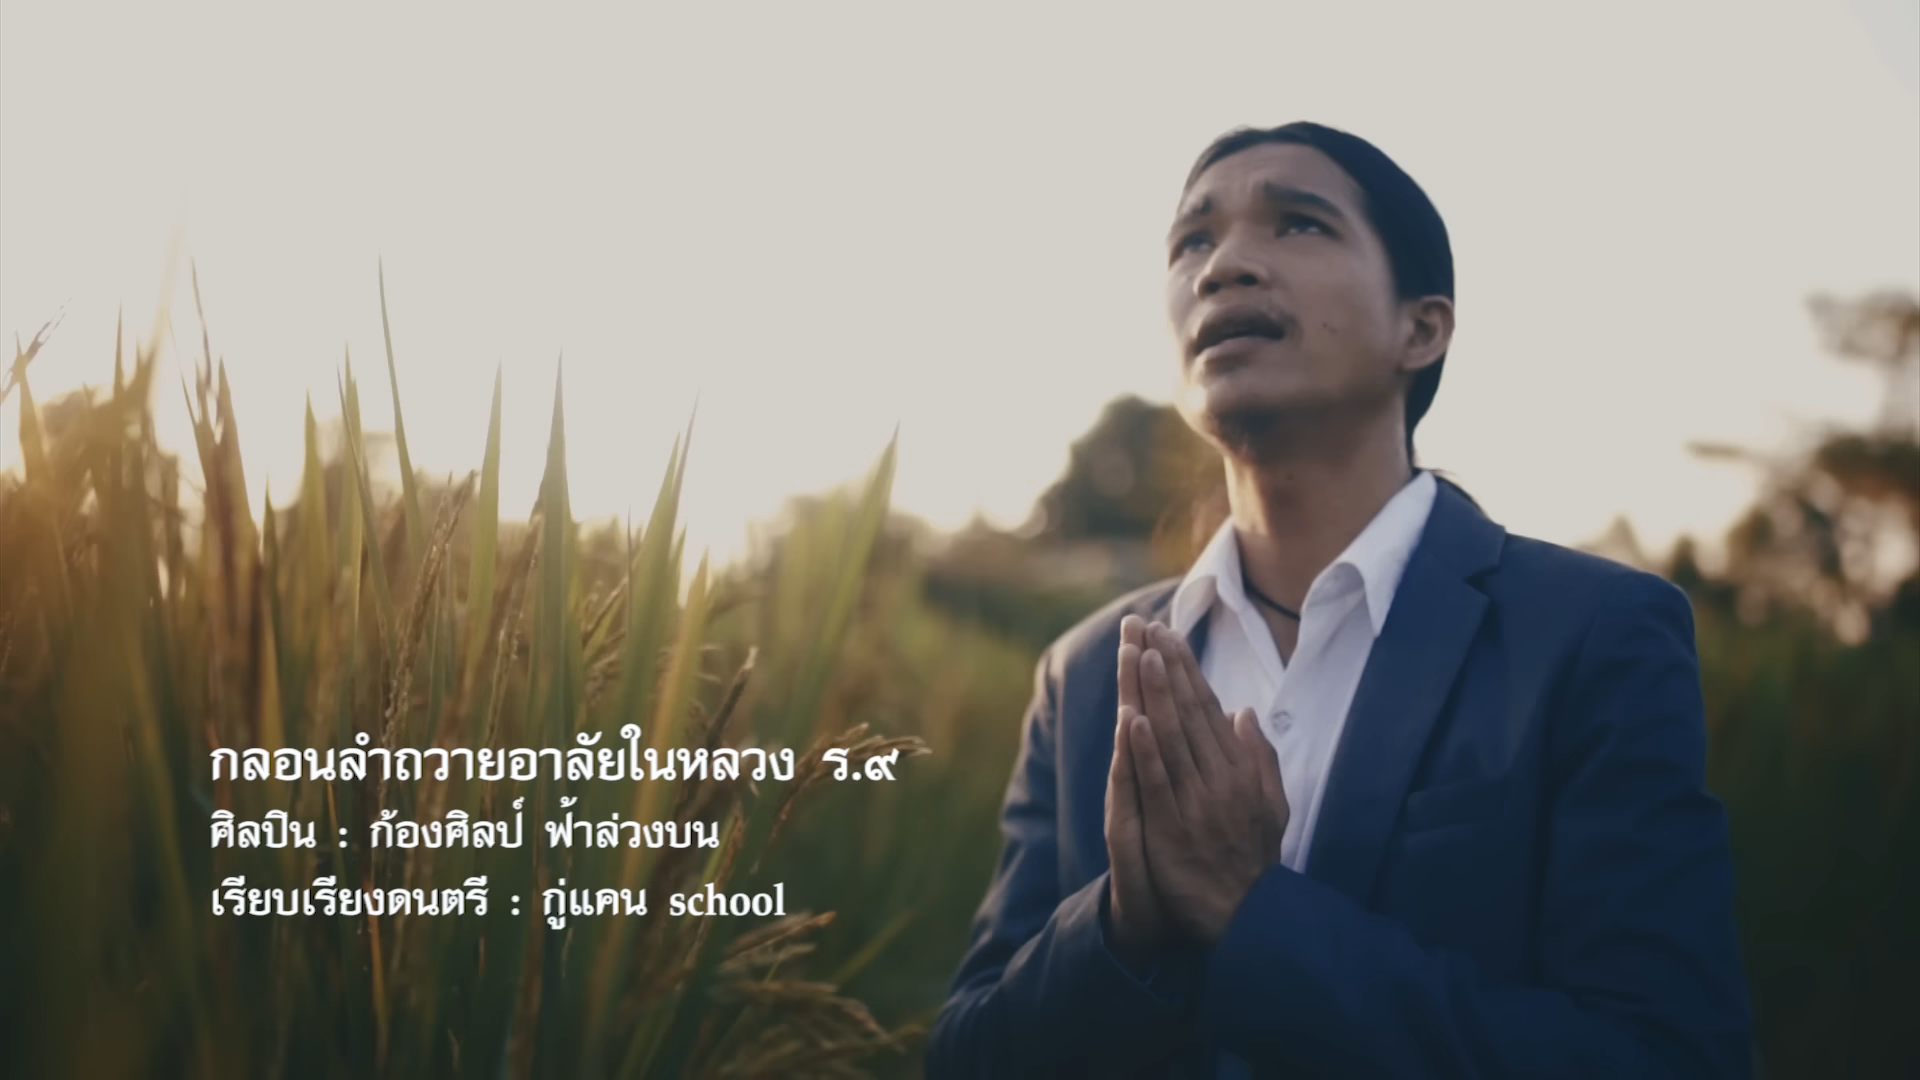 กลอนลำถวายอาลัยในหลวง ร.๙
ศิลปิน : ก้องศิลป์ ฟ้าล่วงบน
เรียบเรียงดนตรี : กู่แคน school